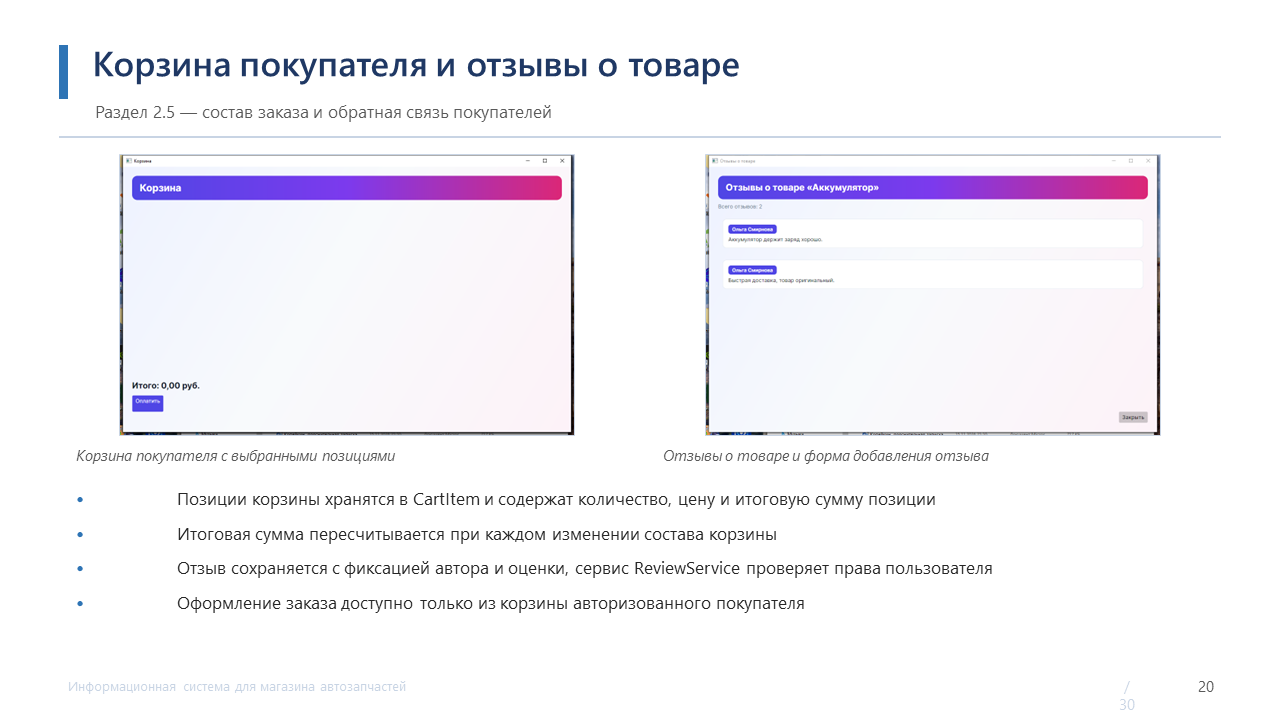 Корзина покупателя и отзывы о товаре
Раздел 2.5 — состав заказа и обратная связь покупателей
Корзина
Корзина
Итого: 0,00 руб.
Оплатить
Отзывы о товаре
Отзывы о товаре «Аккумулятор»
Всего отзывов: 2
Ольга Смирнова
Аккумулятор держит заряд хорошо.
Ольга Смирнова
Быстрая доставка, товар оригинальный.
Закрыть
Корзина покупателя с выбранными позициями
Отзывы о товаре и форма добавления отзыва
• Позиции корзины хранятся в CartItem и содержат количество, цену и итоговую сумму позиции
• Итоговая сумма пересчитывается при каждом изменении состава корзины
• Отзыв сохраняется с фиксацией автора и оценки, сервис ReviewService проверяет права пользователя
• Оформление заказа доступно только из корзины авторизованного покупателя
Информационная система для магазина автозапчастей
/
30
20